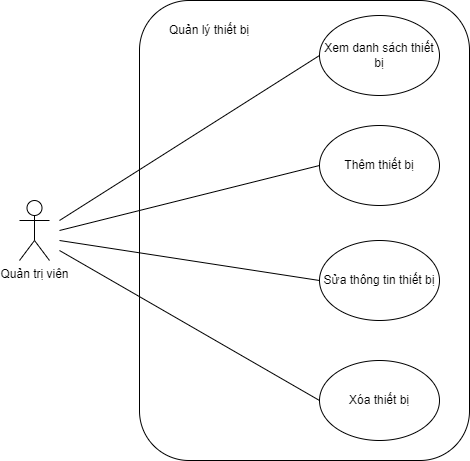 Quản lý thiết bị
Xem danh sách thiết
bị
Thêm thiết bị
Quản trị viên
Sửa thông tin thiết bị
Xóa thiết bị